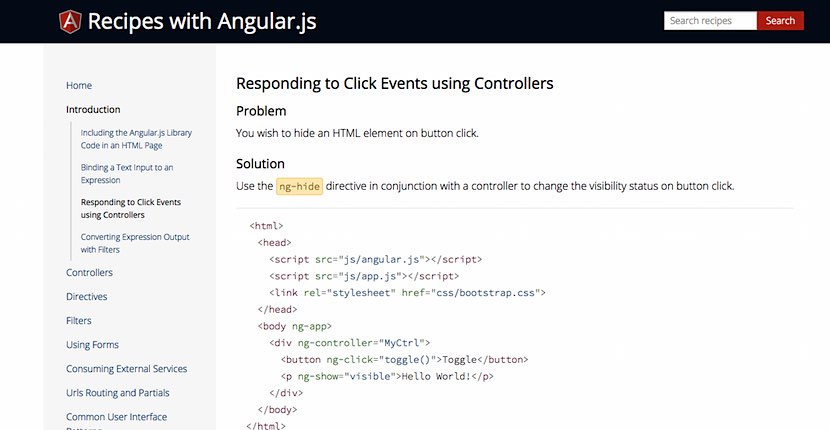 Recipes with Angular.js
Search recipes
Search
Home
Introduction
Including the Angular.js Library
Code in an HTML Page
Binding a Text Input to an
Expression
Responding to Click Events
using Controllers
Converting Expression Output
with Filters
Controllers
Directives
Filters
Using Forms
Consuming External Services
Urls Routing and Partials
Common User Interface
Patterns
Responding to Click Events using Controllers
Problem
You wish to hide an HTML element on button click.
Solution
Use the ng-hide directive in conjunction with a controller to change the visibility status on button click.
<html>
<head>
<script src="js/angular.js"></script>
<script src="js/app.js"></script>
<link rel="stylesheet" href="css/bootstrap.css">
</head>
<body ng-app>
<div ng-controller="MyCtrl">
<button ng-click="toggle()">Toggle</button>
<p ng-show="visible">Hello World!</p>
</div>
</body>
</html>